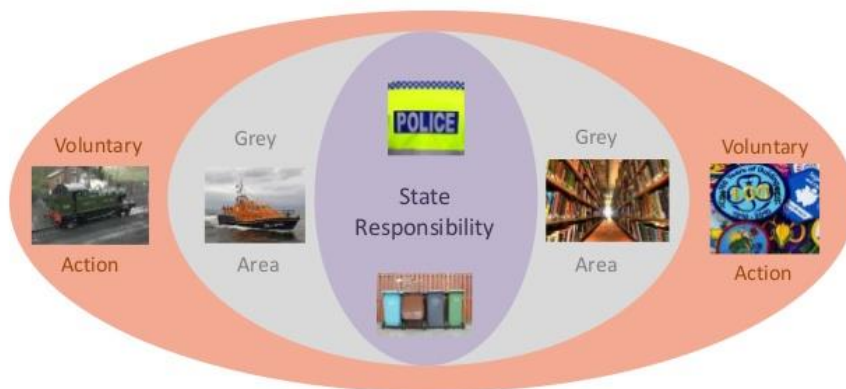 Voluntary
Action
Grey
Area
POLICE
State
Responsibility
Grey
Area
Voluntary
Action